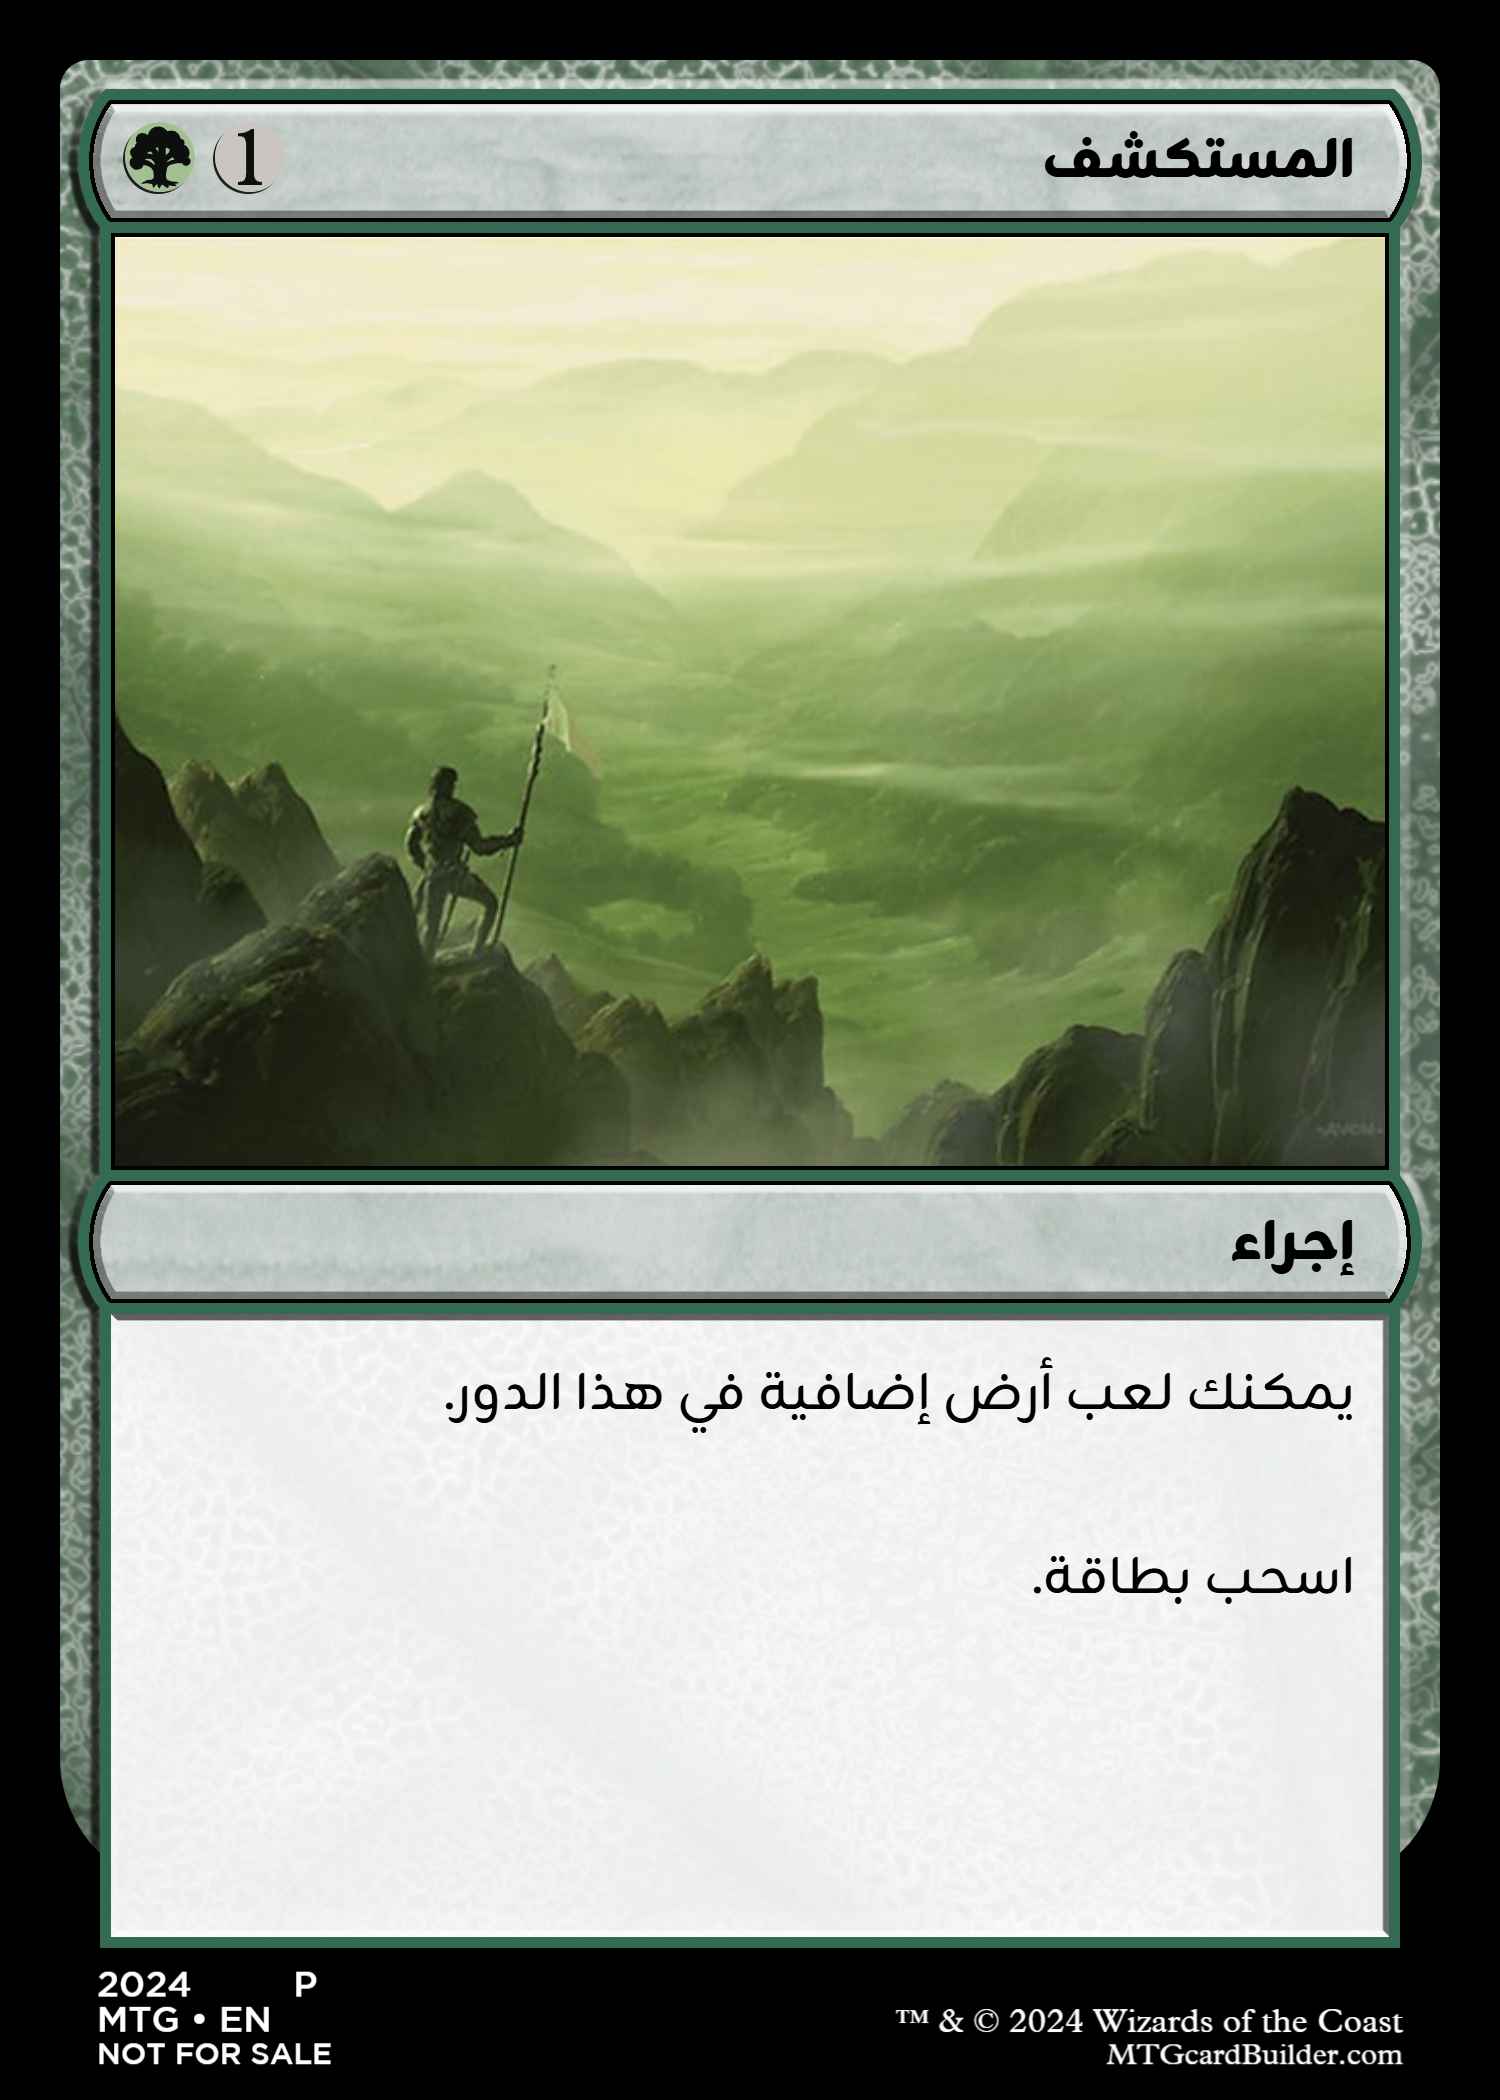 المستكشف
1
إجراء
يمكنك لعب أرض إضافية في هذا الدور.
اسحب بطاقة.
2024 P
MTG • EN
NOT FOR SALE
™ & © 2024 Wizards of the Coast
MTGcardBuilder.com